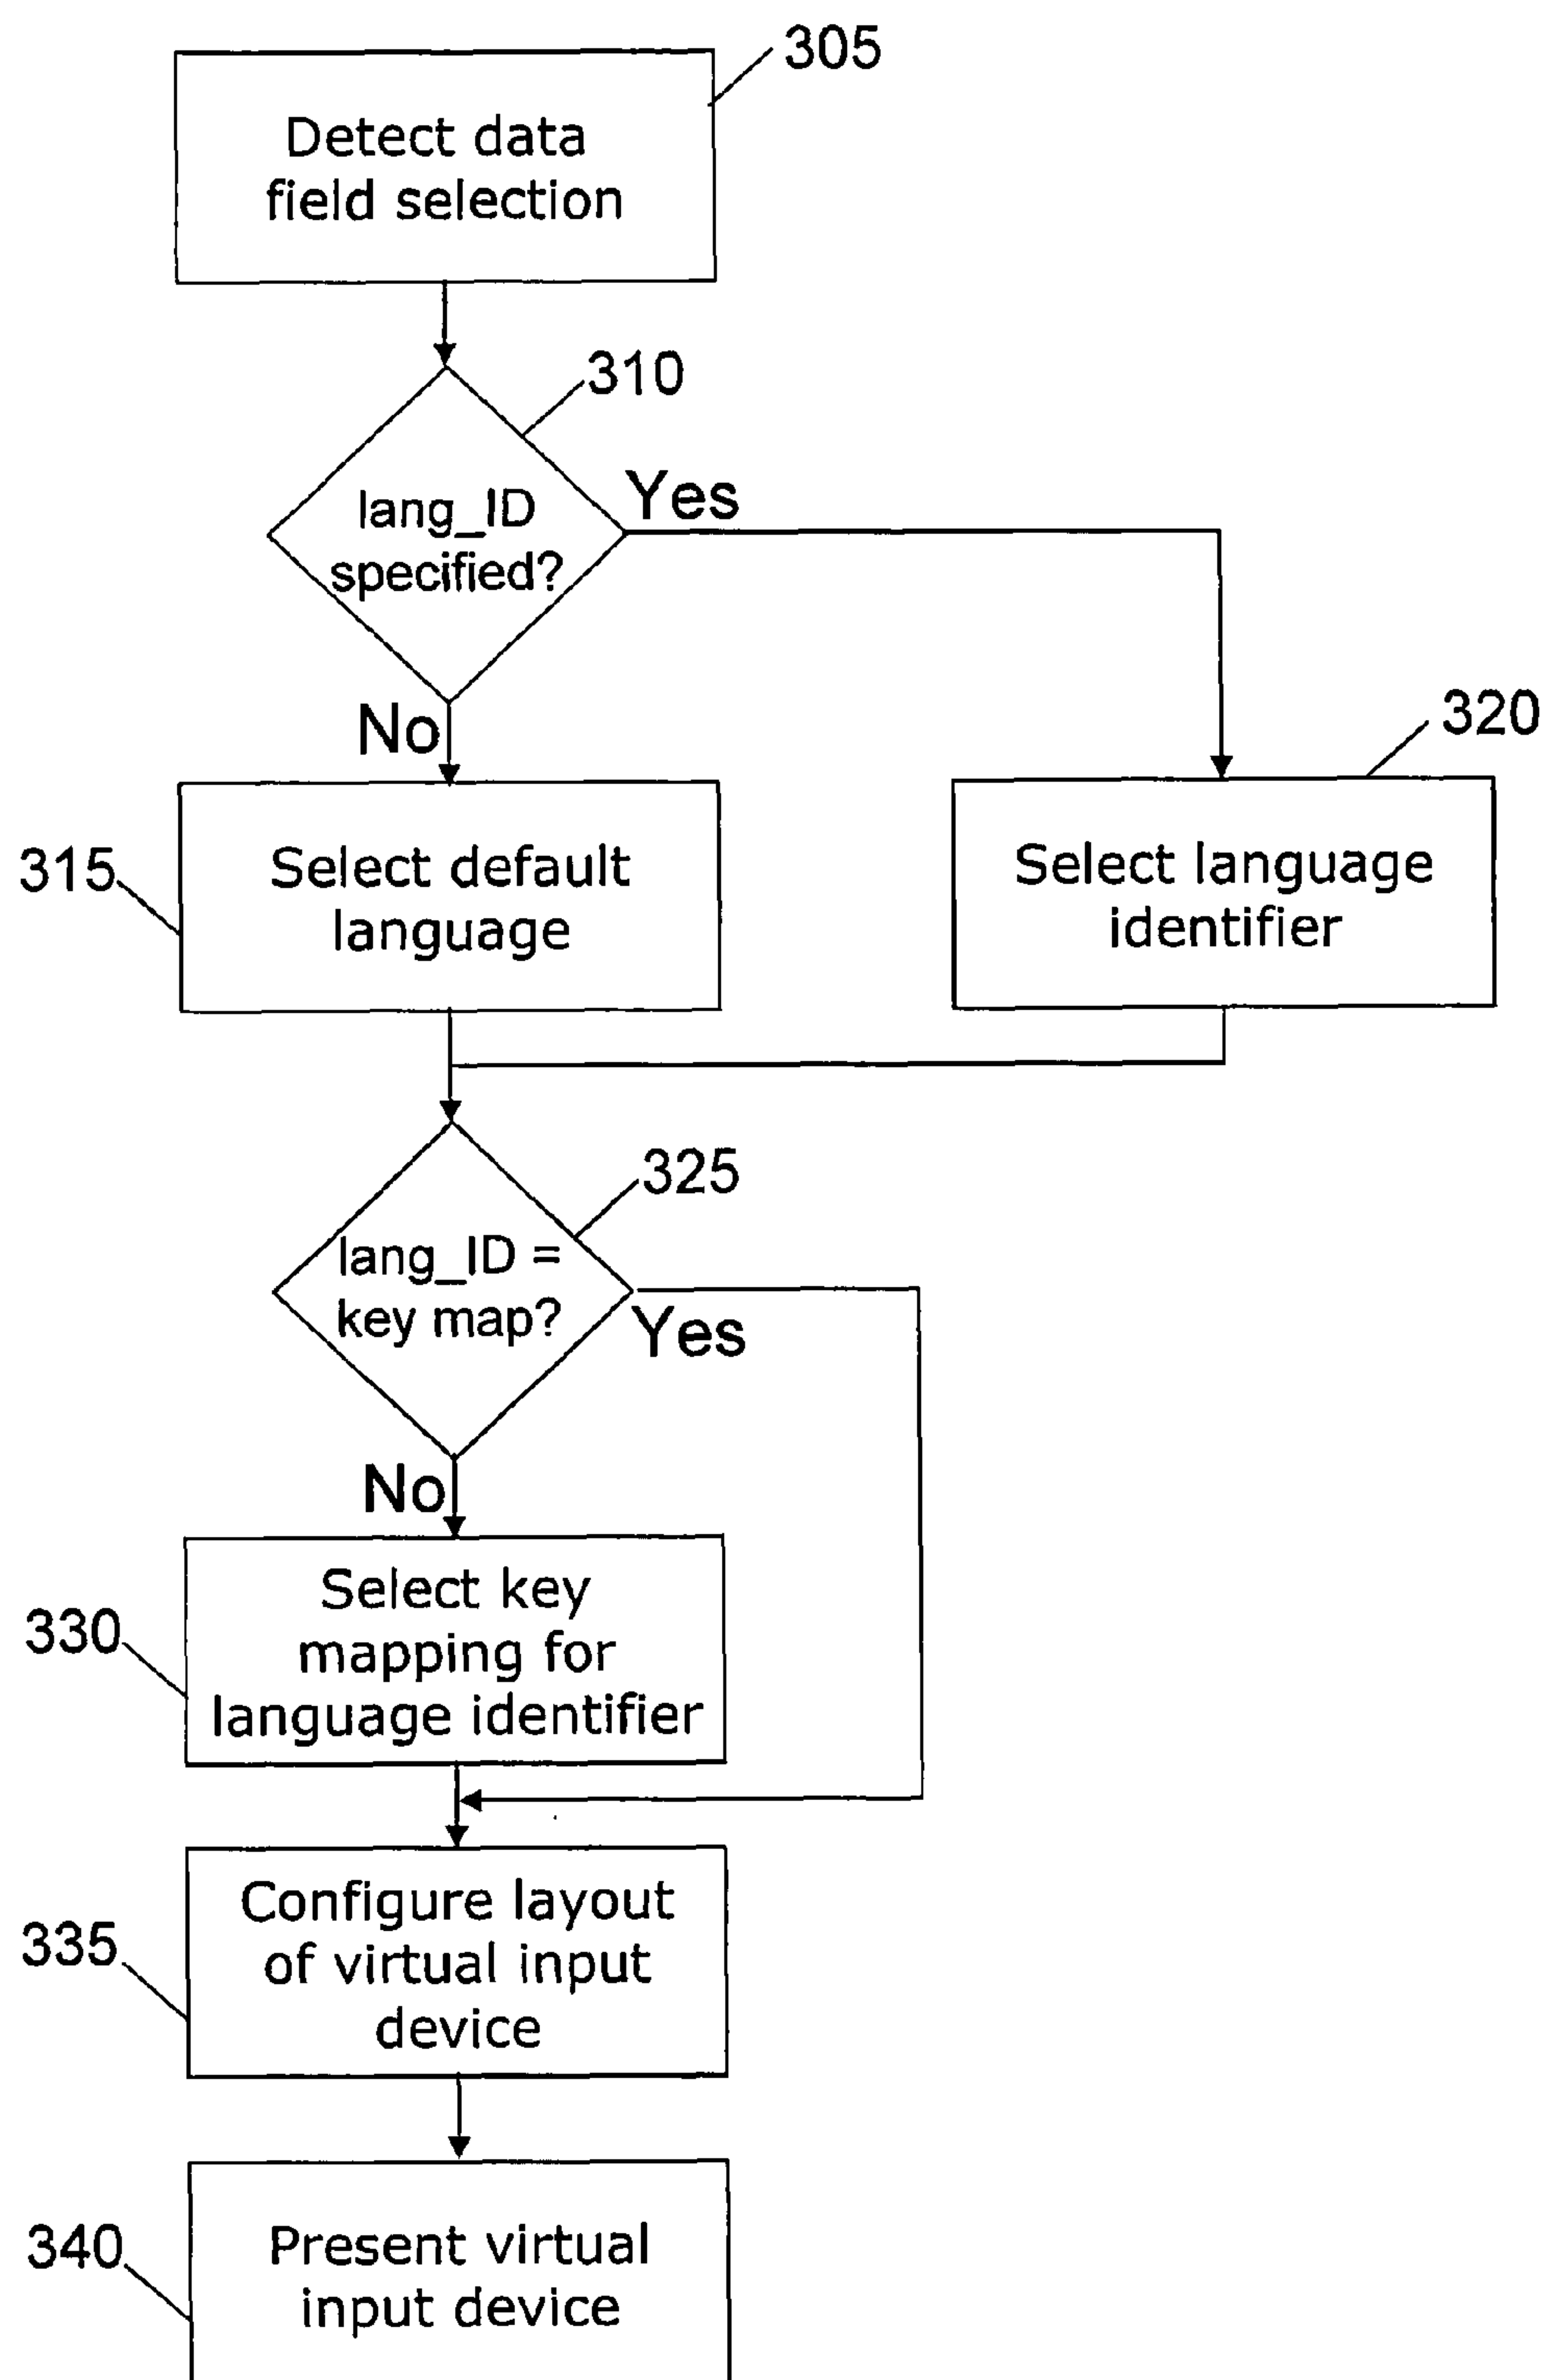 305
Detect data
field selection
310
lang_ID
specified?
Yes
No
320
315
Select default
language
Select language
identifier
325
lang_ID =
key map?
Yes
No
330
Select key
mapping for
language identifier
335
Configure layout
of virtual input
device
340
Present virtual
input device